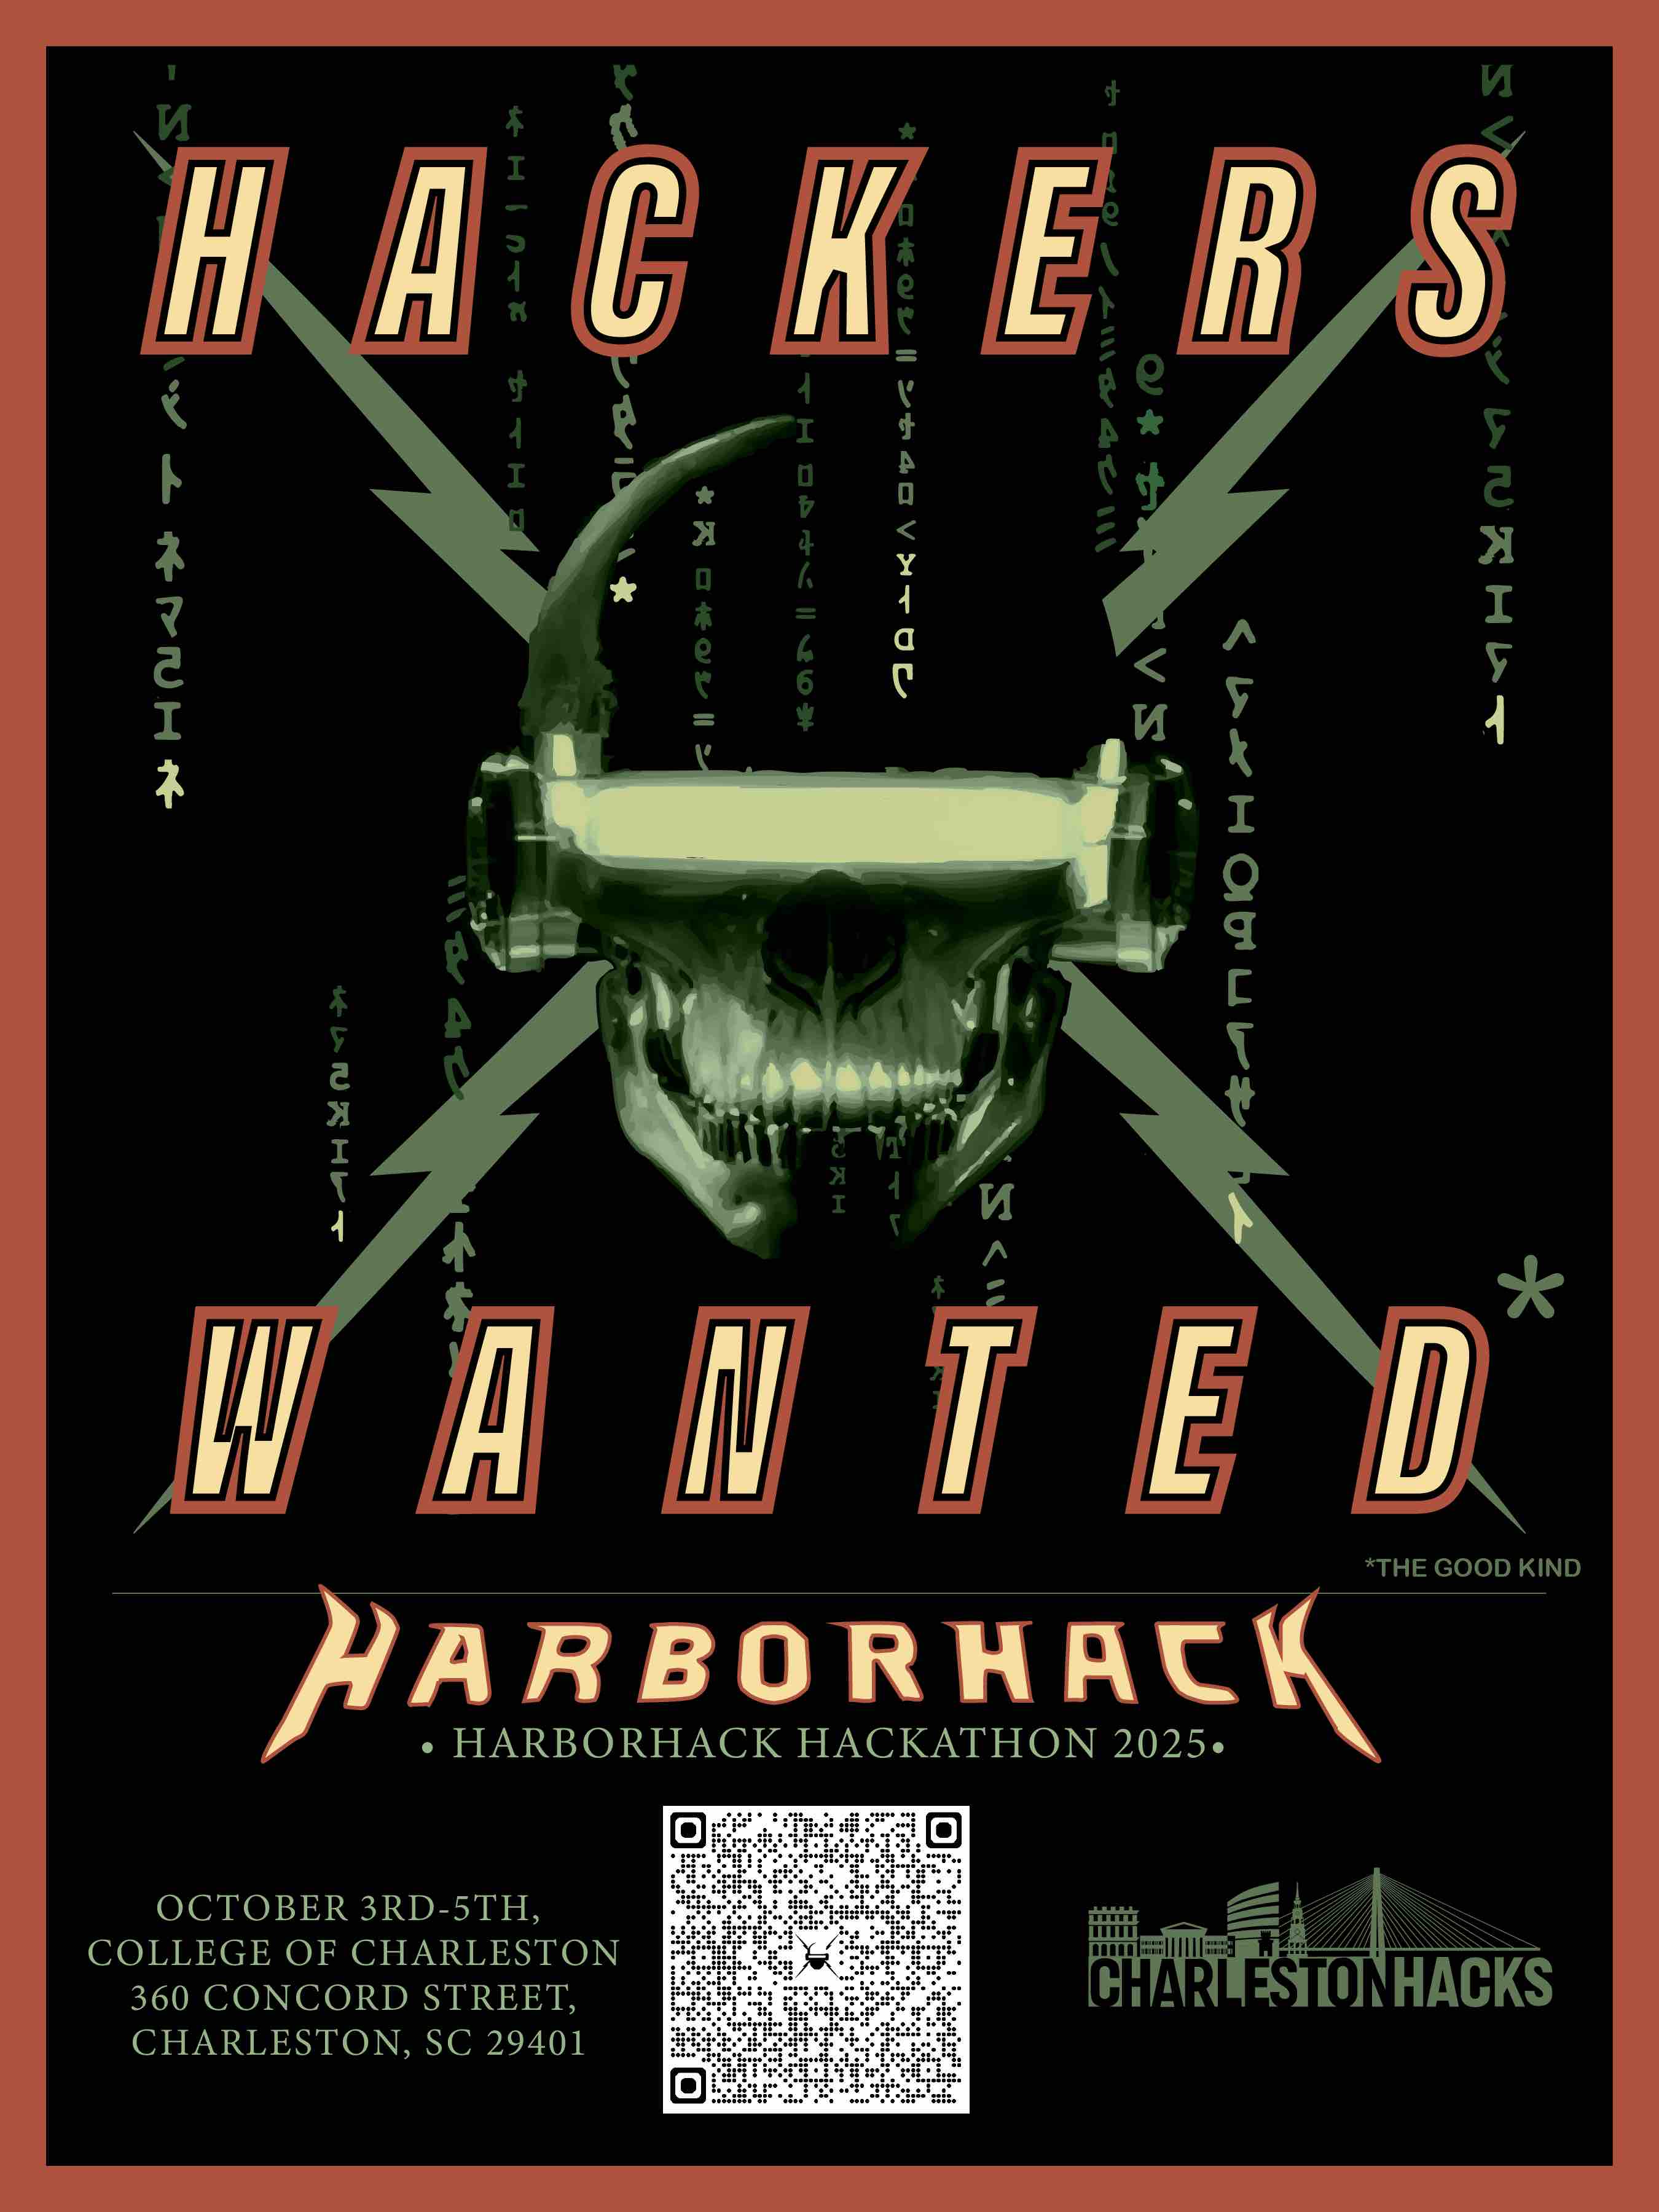 HACKERS
WANTED*
*THE GOOD KIND
HARBORHACK
• HARBORHACK HACKATHON 2025•
OCTOBER 3RD-5TH,
COLLEGE OF CHARLESTON
360 CONCORD STREET,
CHARLESTON, SC 29401
CHARLESTONHACKS